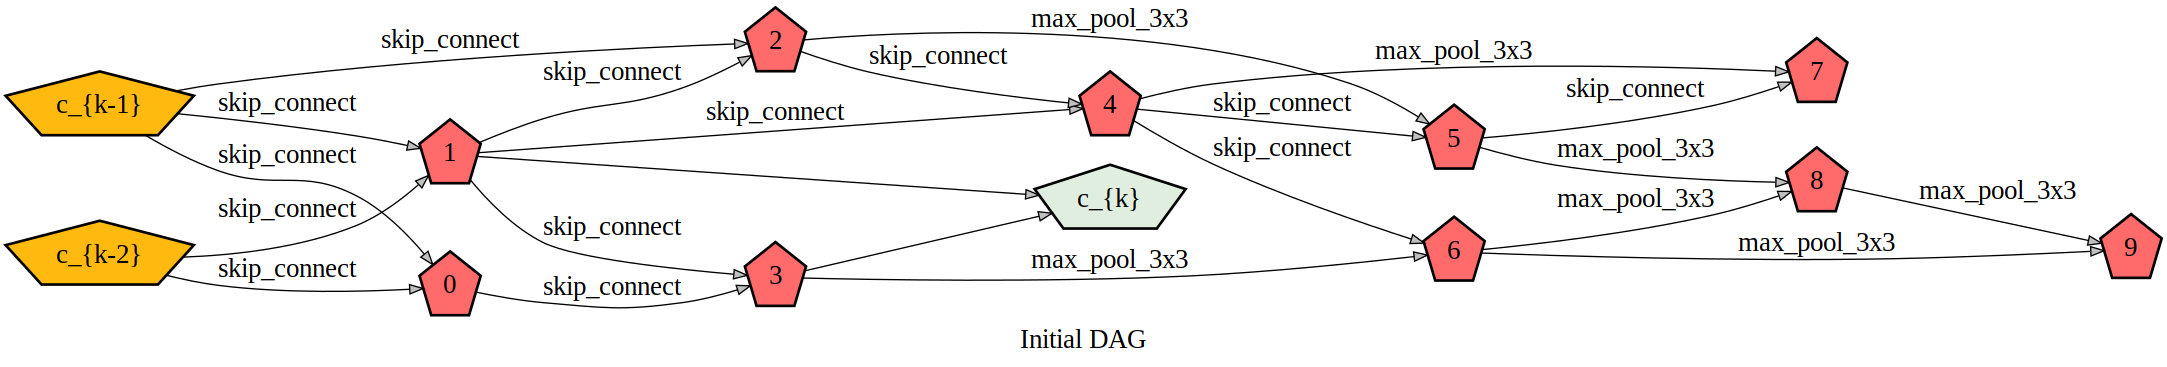 c_{k-1}
c_{k-2}
skip_connect
skip_connect
skip_connect
skip_connect
skip_connect
1
0
skip_connect
skip_connect
skip_connect
skip_connect
2
3
skip_connect
max_pool_3x3
max_pool_3x3
4
c_{k}
max_pool_3x3
skip_connect
skip_connect
5
6
skip_connect
max_pool_3x3
max_pool_3x3
max_pool_3x3
7
8
max_pool_3x3
9
skip_connect
Initial DAG